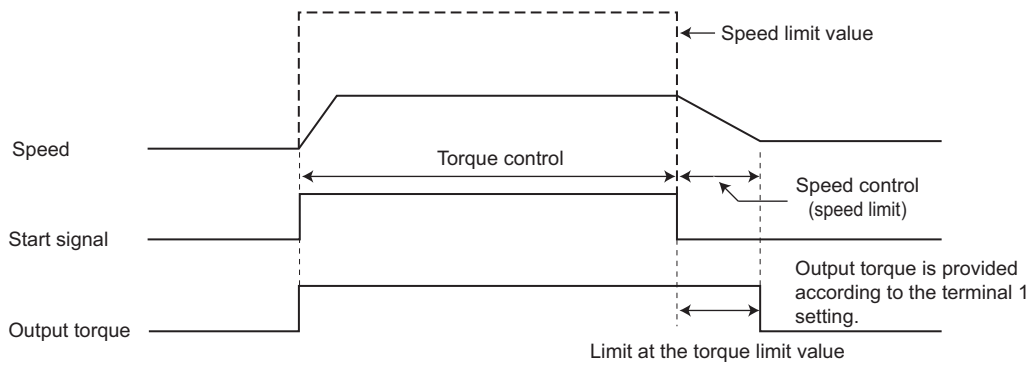 Speed limit value
Speed
Torque control
Speed control
(speed limit)
Start signal
Output torque is provided
according to the terminal 1
setting.
Output torque
Limit at the torque limit value